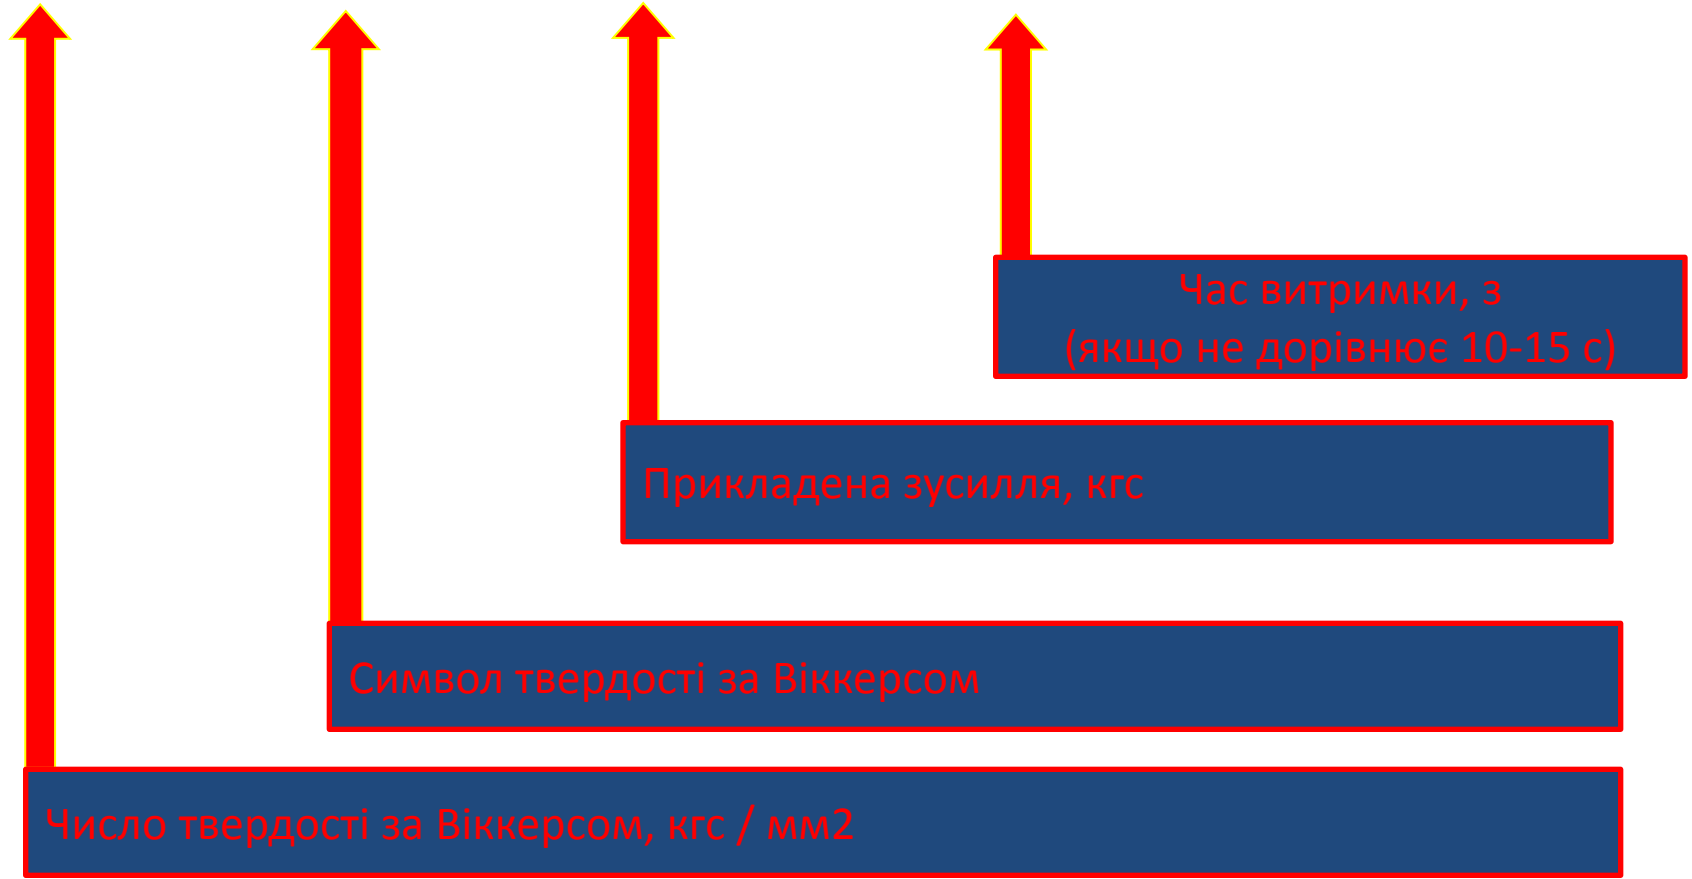 Час витримки, з
(якщо не дорівнює 10-15 с)
Прикладена зусилля, кгс
Символ твердості за Віккерсом
Число твердості за Віккерсом, кгс / мм2